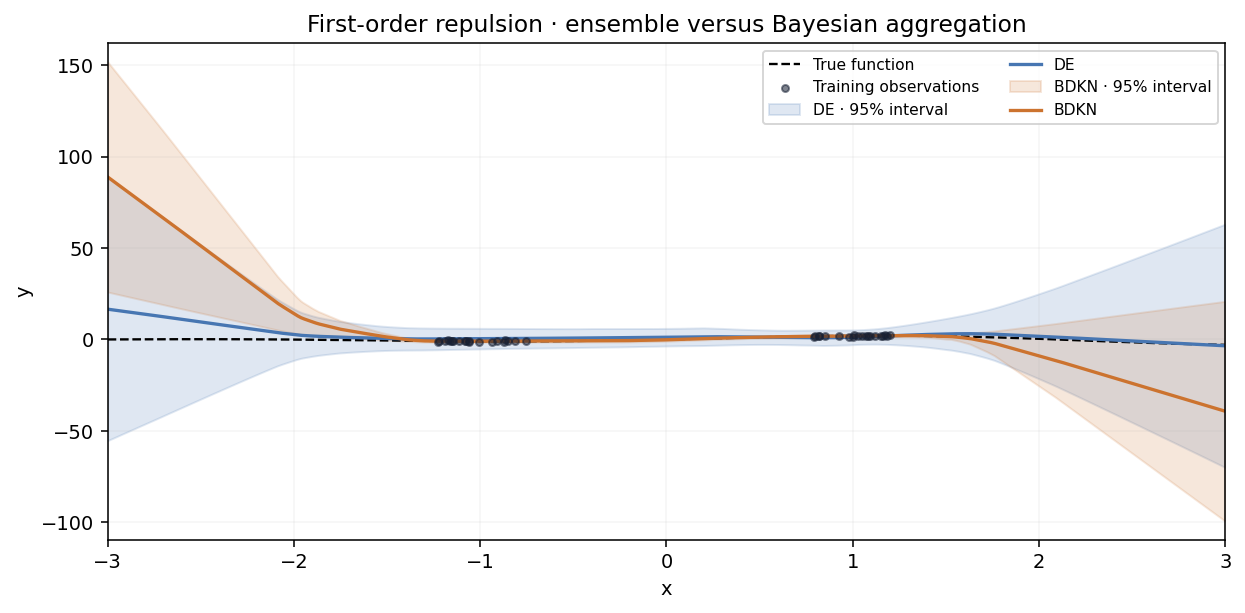 First-order repulsion · ensemble versus Bayesian aggregation
True function
Training observations
DE · 95% interval
DE
BDKN · 95% interval
BDKN
150
100
50
0
−50
−100
y
−3
−2
−1
0
1
2
3
x